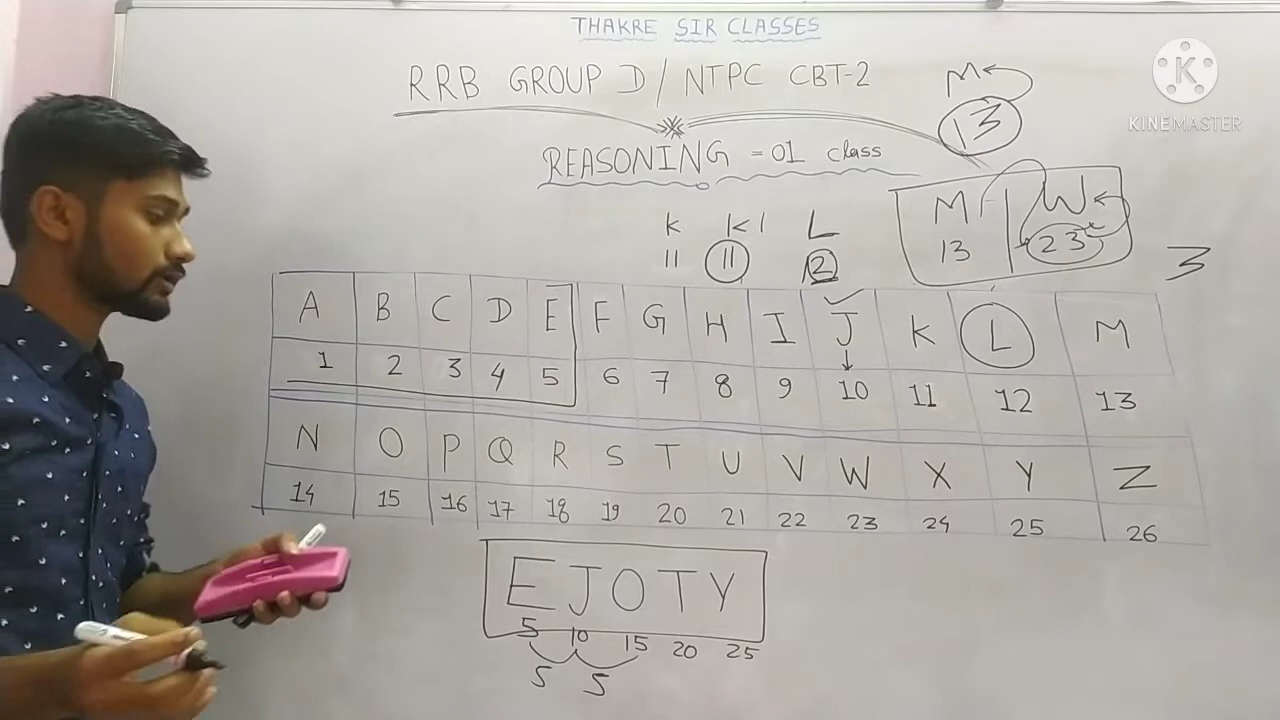 THAKRE SIR CLASSES
RRB GROUP D/ NTPC CBT-2
M
13
KINEMASTER
REASONING = 01 class
M W
13 23
K K L
11 11 12
3
A B C D E F G H I J K L M
1 2 3 4 5 6 7 8 9 10 11 12 13
N O P Q R S T U V W X Y Z
14 15 16 17 18 19 20 21 22 23 24 25 26
EJOTY
5 10 15 20 25
5 5